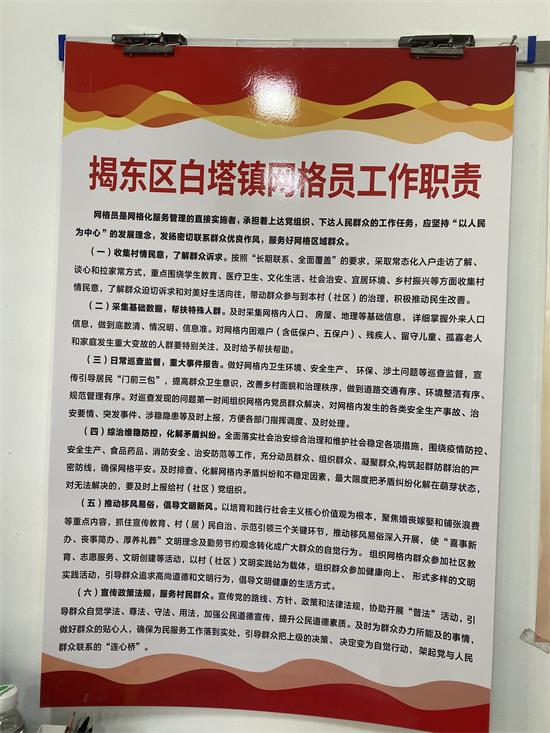 揭东区白塔镇网格员工作职责
网格员是网格化服务管理的直接实施者，承担着上达党组织、下达人民群众的工作任务，应坚持“以人民
为中心”的发展理念，发扬密切联系群众优良作风，服务好网格区域群众。
（一）收集村情民意，了解群众诉求。按照“长期联系、全面覆盖”的要求，采取常态化入户走访了解、
谈心和拉家常方式，重点围绕学生教育、医疗卫生、文化生活、社会治安、宜居环境、乡村振兴等方面收集村
情民意，了解群众迫切诉求和对美好生活向往，带动群众参与到本村（社区）的治理，积极推动民生改善。
（二）采集基础数据，帮扶特殊人群。及时采集网格内人口、房屋、地理等基础信息，详细掌握外来人口
信息，做到底数清、情况明、信息准。对网格内困难户（含低保户、五保户）、残疾人、留守儿童、孤寡老人
和家庭发生重大变故的人群要特别关注，及时给予帮扶帮助。
（三）日常巡查监督，重大事件报告。做好网格内卫生环境、安全生产、环保、涉土问题等巡查监督，宣
传引导居民“门前三包”，提高群众卫生意识，改善乡村面貌和治理秩序，做到道路交通有序、环境整洁有序、
规范管理有序。对巡查发现的问题第一时间组织网格内党员群众解决，对网格内发生的各类安全生产事故、治
安要情、突发事件、涉稳隐患等及时上报，方便各部门指挥调度、及时处理。
（四）综治维稳防控，化解矛盾纠纷。全面落实社会治安综合治理和维护社会稳定各项措施，围绕疫情防控、
安全生产、食品药品、消防安全、治安防范等工作，充分动员群众、组织群众、凝聚群众，构筑起群防群治的严
密防线，确保网格平安。及时排查、化解网格内矛盾纠纷和不稳定因素，最大限度把矛盾纠纷化解在萌芽状态，
对无法解决的，要及时上报给村（社区）党组织。
（五）推动移风易俗，倡导文明新风。以培育和践行社会主义核心价值观为根本，聚焦婚丧嫁娶和铺张浪费
等重点内容，抓住宣传教育、村（居）民自治、示范引领三个关键环节，推动移风易俗深入开展，使“喜事新
办、丧事简办、厚养礼葬”文明理念及勤劳节约观念转化成广大群众的自觉行为。组织网格内群众参加社区教
育、志愿服务、文明创建等活动，以村（社区）文明实践站为载体，组织群众参加健康向上、形式多样的文明
实践活动，引导群众追求高尚道德和文明行为，倡导文明健康的生活方式。
（六）宣传政策法规，服务村民群众。宣传党的路线、方针、政策和法律法规，协助开展“普法”活动，引
导群众自觉学法、尊法、守法、用法，加强公民道德宣传，提升公民道德素质。及时为群众办力所能及的事情，
做好群众的贴心人，确保为民服务工作落到实处，引导群众把上级的决策、决定变为自觉行动，架起党与人民
群众联系的“连心桥”。